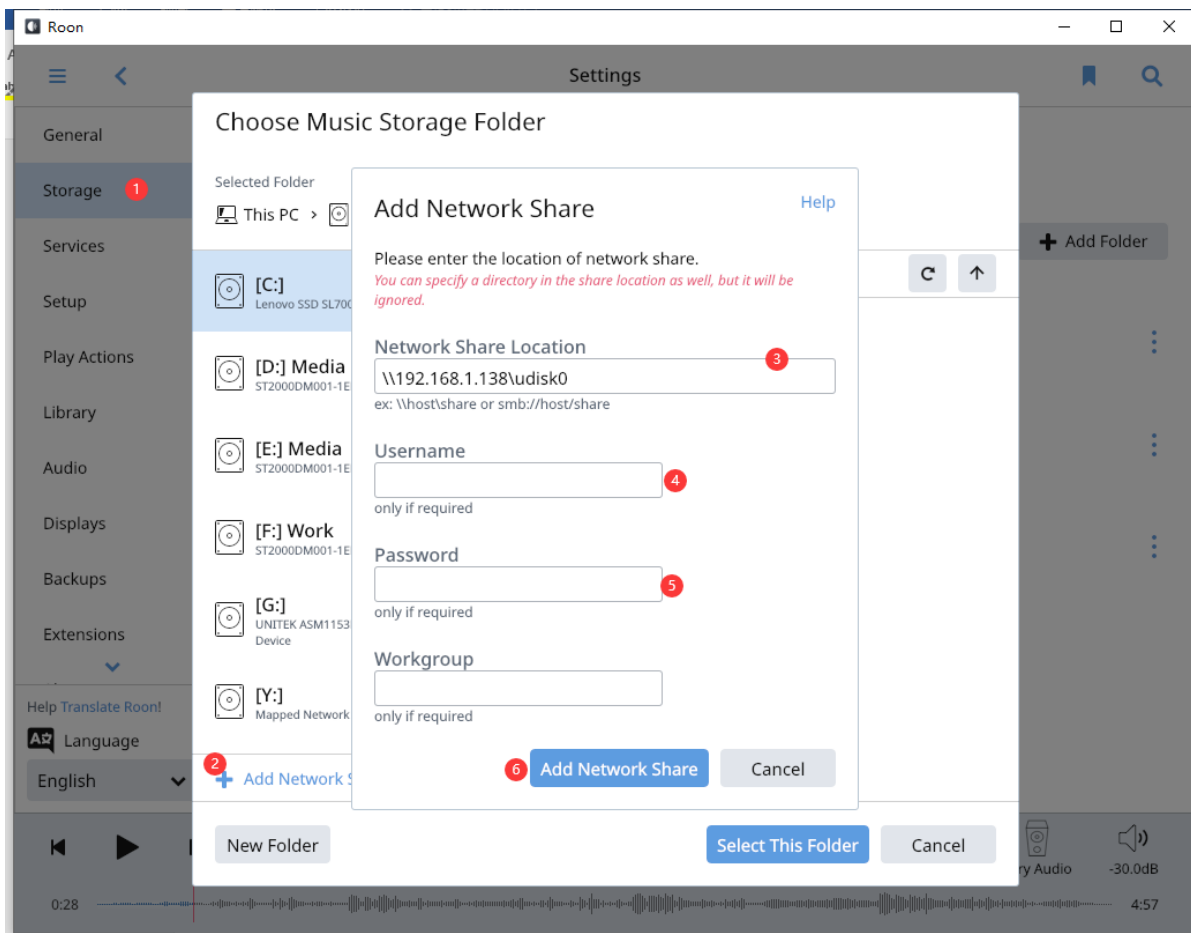 Roon
Settings
General
Storage 1
Services
Setup
Play Actions
Library
Audio
Displays
Backups
Extensions
Help Translate Roon!
Language
English
Choose Music Storage Folder
Selected Folder
This PC >
Add Folder
[C:]
Lenovo SSD SL700
[D:] Media
ST2000DM001-1E
[E:] Media
ST2000DM001-1E
[F:] Work
ST2000DM001-1E
[G:]
UNITEK ASM1153
Device
[Y:]
Mapped Network
2
Add Network S
Add Network Share
Help
Please enter the location of network share.
You can specify a directory in the share location as well, but it will be
ignored.
Network Share Location
3
\\192.168.1.138\udisk0
ex: \\host\share or smb://host/share
Username
4
only if required
Password
5
only if required
Workgroup
only if required
6 Add Network Share Cancel
New Folder
Select This Folder Cancel
ry Audio
-30.0dB
0:28
4:57